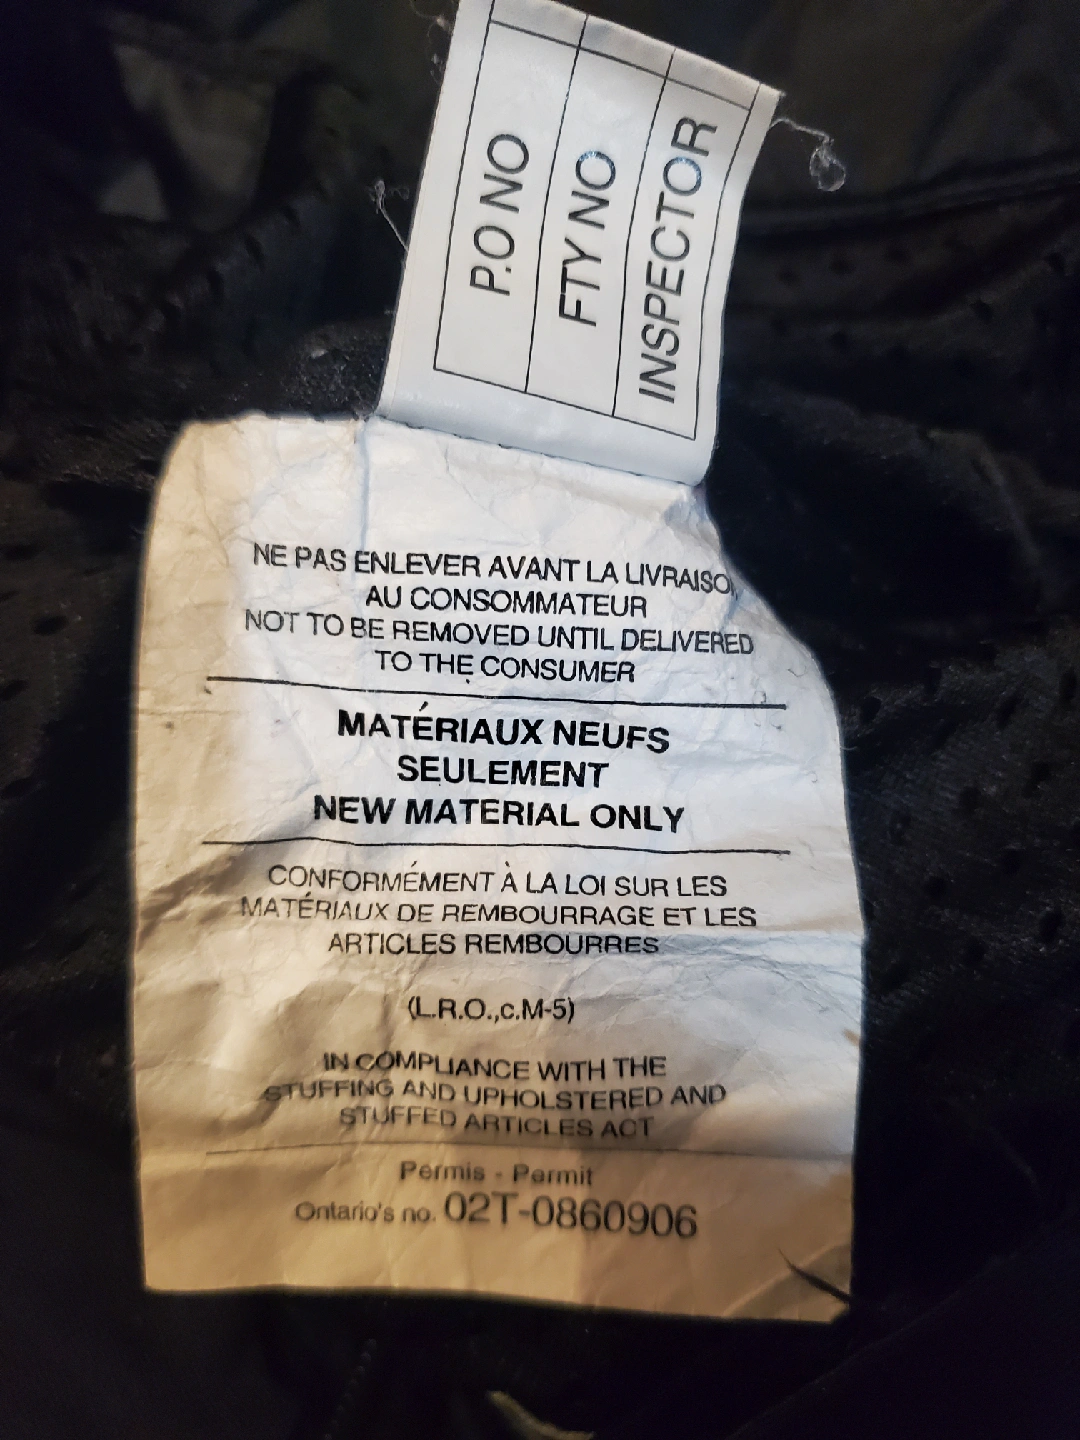 P.O NO
FTY NO
INSPECTOR
NE PAS ENLEVER AVANT LA LIVRAISO
AU CONSOMMATEUR
NOT TO BE REMOVED UNTIL DELIVERED
TO THE CONSUMER
MATÉRIAUX NEUFS
SEULEMENT
NEW MATERIAL ONLY
CONFORMÉMENT À LA LOI SUR LES
MATÉRIAUX DE REMBOURRAGE ET LES
ARTICLES REMBOURRES
(L.R.O.,c.M-5)
IN COMPLIANCE WITH THE
STUFFING AND UPHOLSTERED AND
STUFFED ARTICLES ACT
Permis - Permit
Ontario's no. 02T-0860906